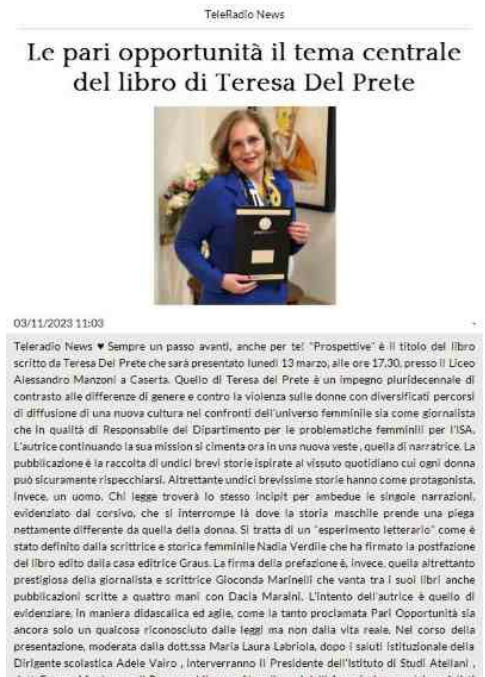 TeleRadio News
Le pari opportunità il tema centrale
del libro di Teresa Del Prete
03/11/2023 11:03
Teleradio News ♥ Sempre un passo avanti, anche per te! "Prospettive" è il titolo del libro
scritto da Teresa Del Prete che sarà presentato lunedì 13 marzo, alle ore 17,30, presso il Liceo
Alessandro Manzoni a Caserta. Quello di Teresa del Prete è un impegno pluridecennale di
contrasto alle differenze di genere e contro la violenza sulle donne con diversificati percorsi
di diffusione di una nuova cultura nel confronti dell'universo femminile sia come giornalista
che in qualità di Responsabile del Dipartimento per le problematiche femminili per l'ISA.
L'autrice continuando la sua mission si cimenta ora in una nuova veste , quella di narratrice. La
pubblicazione è la raccolta di undici brevi storie ispirate al vissuto quotidiano cui ogni donna
può sicuramente rispecchiarsi. Altrettante undici brevissime storie hanno come protagonista,
invece, un uomo. Chi legge troverà lo stesso incipit per ambedue le singole narrazioni,
evidenziato dal corsivo, che si interrompe là dove la storia maschile prende una piega
nettamente differente da quella della donna. Si tratta di un "esperimento letterario" come è
stato definito dalla scrittrice e storica femminile Nadia Verdile che ha firmato la postfazione
del libro edito dalla casa editrice Graus. La firma della prefazione è, invece, quella altrettanto
prestigiosa della giornalista e scrittrice Gioconda Marinelli che vanta tra i suoi libri anche
pubblicazioni scritte a quattro mani con Dacia Maraini. L'intento dell'autrice è quello di
evidenziare, in maniera didascalica ed agile, come la tanto proclamata Pari Opportunità sia
ancora solo un qualcosa riconosciuto dalle leggi ma non dalla vita reale. Nel corso della
presentazione, moderata dalla dott.ssa Maria Laura Labriola, dopo i saluti istituzionale della
Dirigente scolastica Adele Vairo , interverranno il Presidente dell'Istituto di Studi Atellani ,